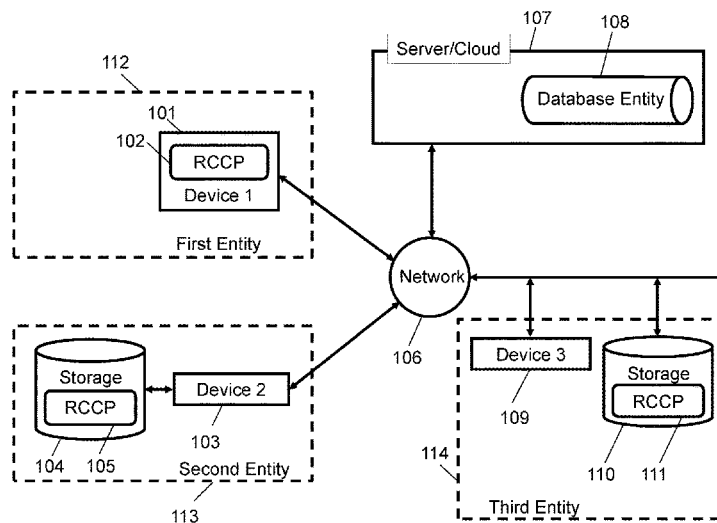 107
Server/Cloud
108
Database Entity
112
101
102
RCCP
Device 1
First Entity
Network
106
Storage
RCCP
Device 2
103
104
105
Second Entity
113
Device 3
109
Storage
RCCP
114
110
111
Third Entity